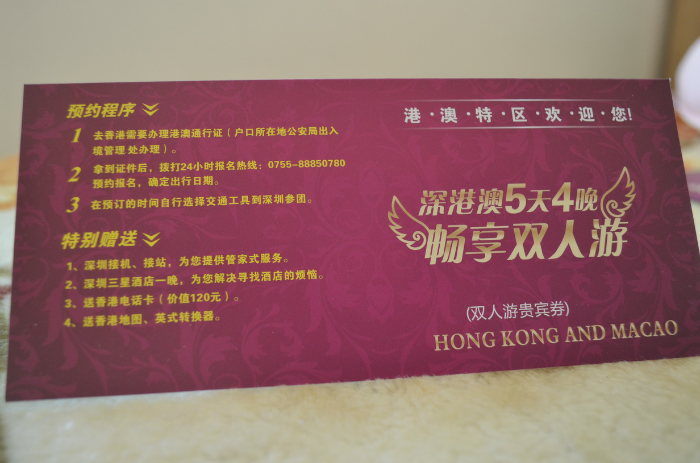 预约程序
1 去香港需要办理港澳通行证（户口所在地公安局出入
境管理处办理）。
2 拿到证件后，拨打24小时报名热线：0755-88850780
预约报名，确定出行日期。
3 在预订的时间自行选择交通工具到深圳参团。
特别赠送
1、深圳接机、接站，为您提供管家式服务。
2、深圳三星酒店一晚，为您解决寻找酒店的烦恼。
3、送香港电话卡（价值120元）。
4、送香港地图、英式转换器。
港·澳·特·区·欢·迎·您！
深港澳5天4晚
畅享双人游
(双人游贵宾券)
HONG KONG AND MACAO